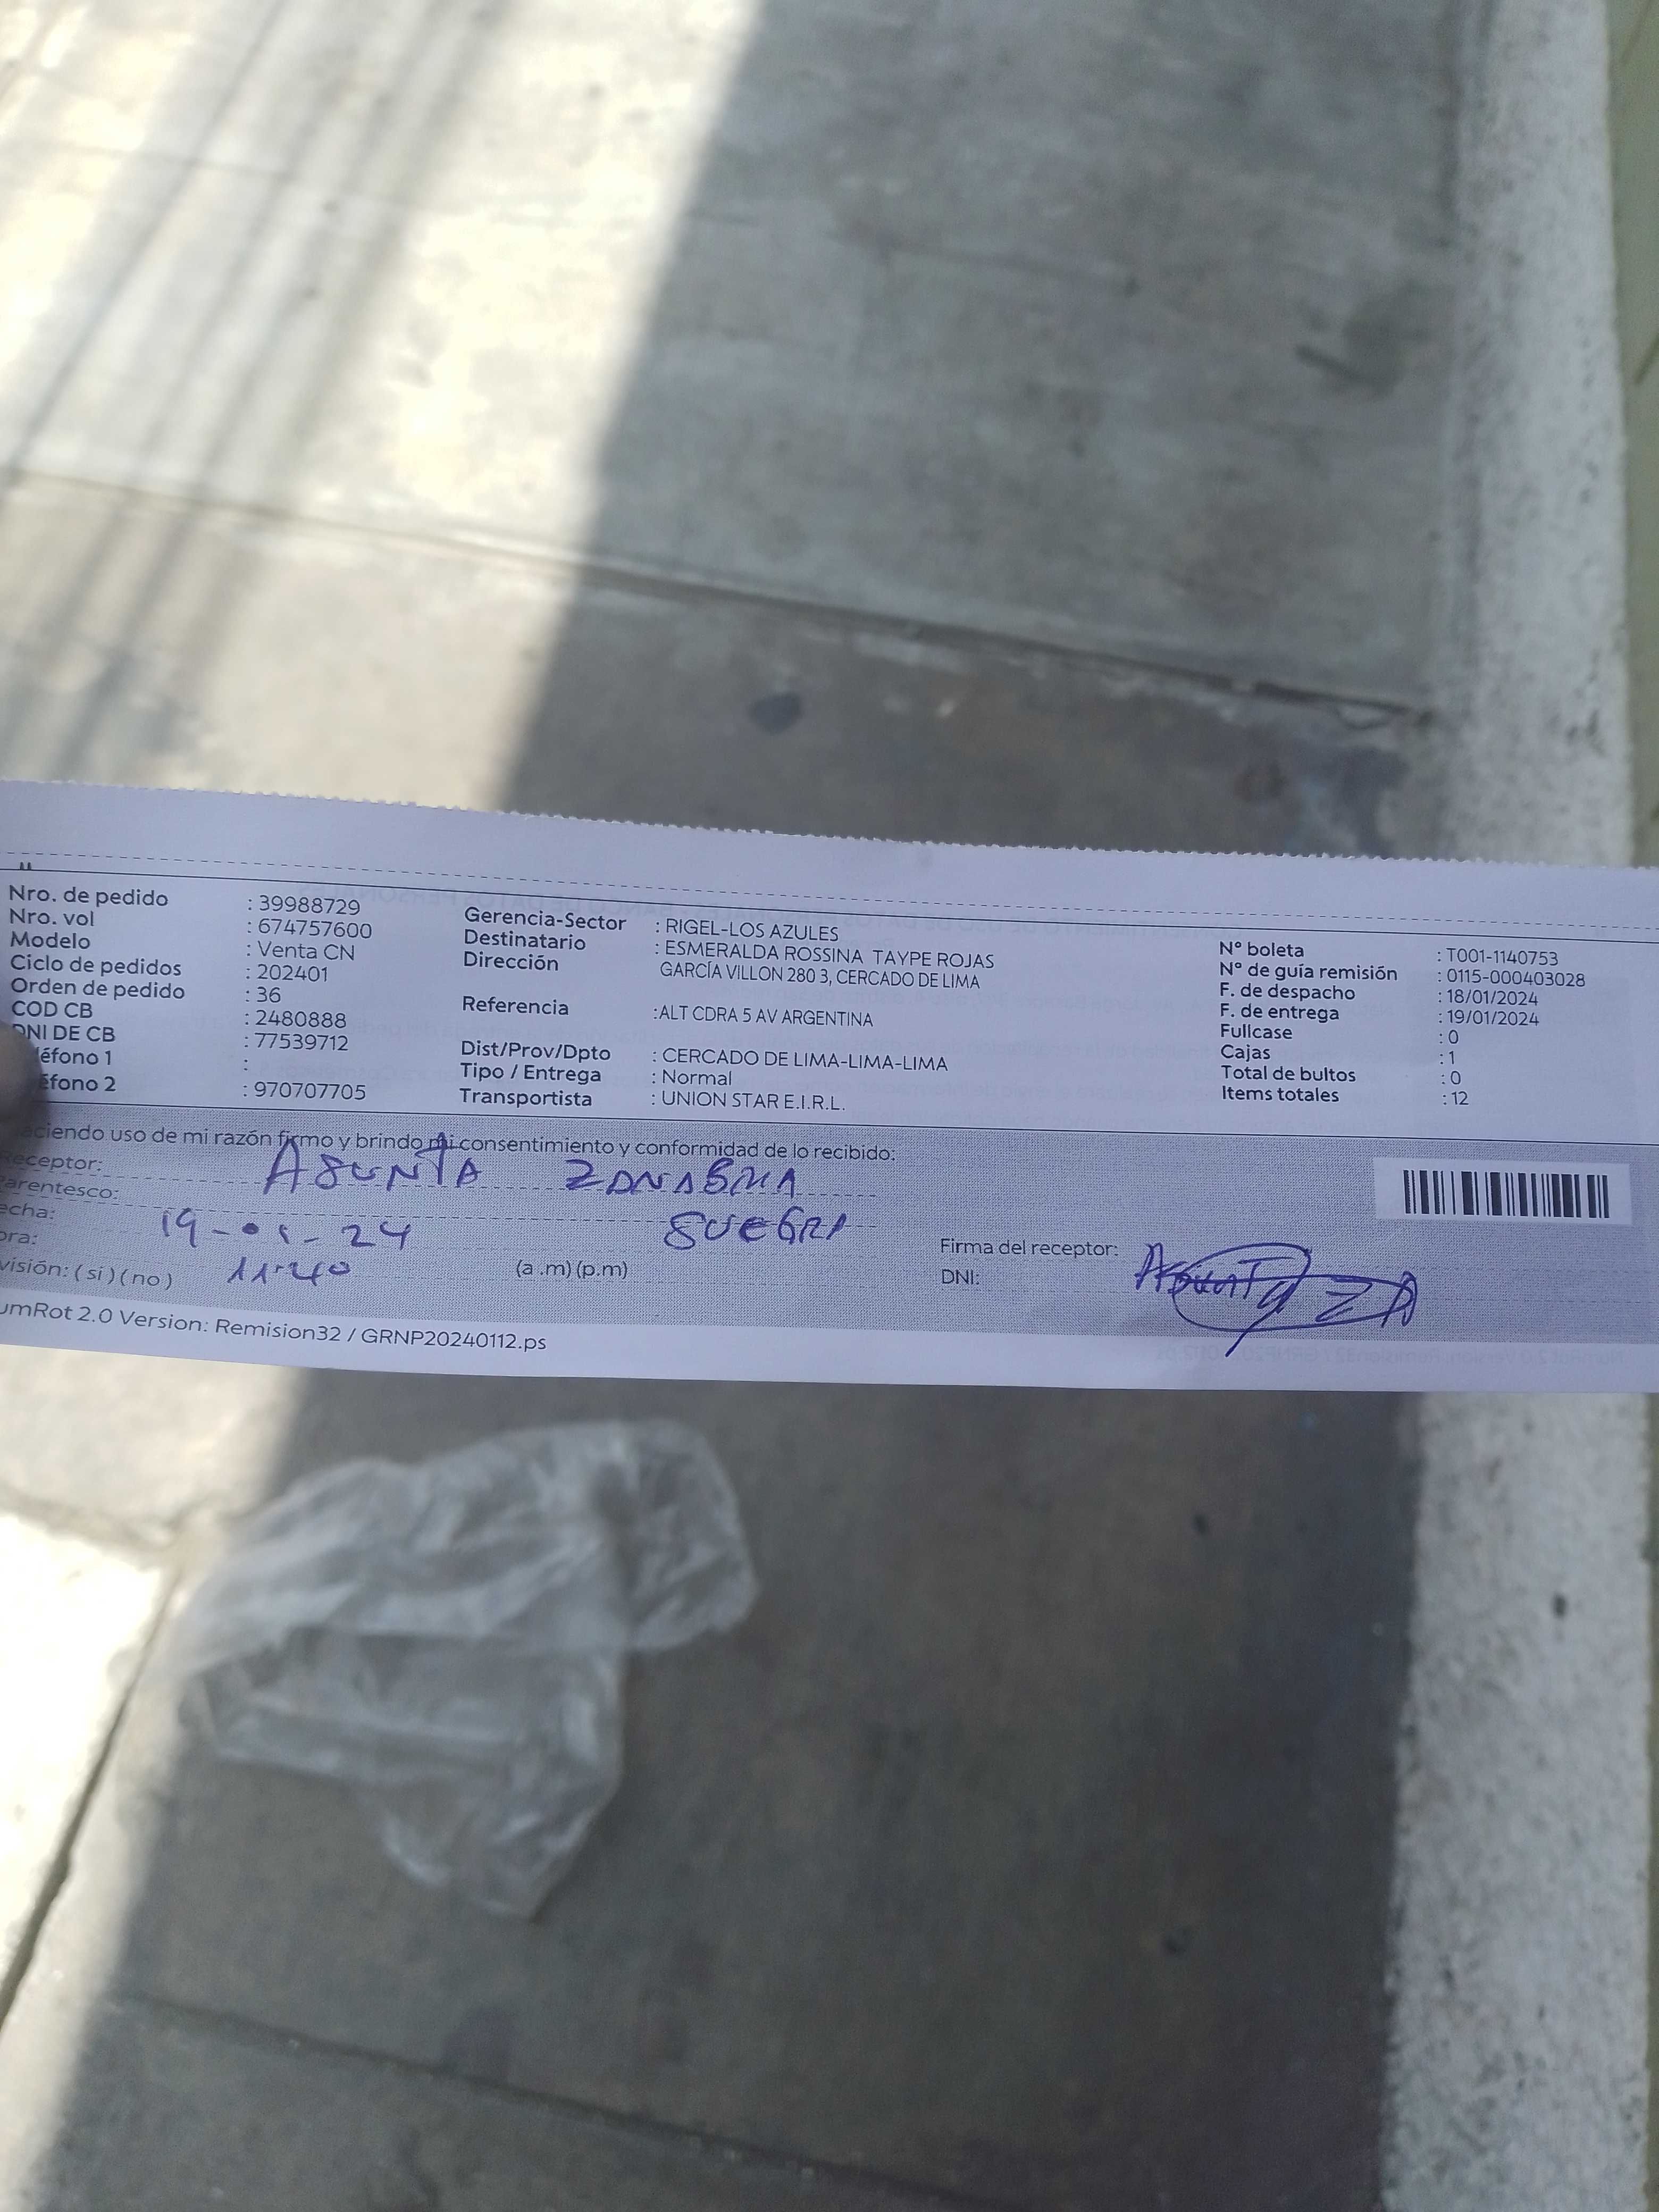 Nro. de pedido : 39988729
Nro. vol : 674757600
Modelo : Venta CN
Ciclo de pedidos : 202401
Orden de pedido : 36
COD CB : 2480888
DNI DE CB : 77539712
léfono 1 :
éfono 2 : 970707705
Gerencia-Sector : RIGEL-LOS AZULES
Destinatario : ESMERALDA ROSSINA TAYPE ROJAS
Dirección GARCÍA VILLON 280 3, CERCADO DE LIMA
Referencia :ALT CDRA 5 AV ARGENTINA
Dist/Prov/Dpto : CERCADO DE LIMA-LIMA-LIMA
Tipo / Entrega : Normal
Transportista : UNION STAR E.I.R.L.
N° boleta : T001-1140753
N° de guía remisión : 0115-000403028
F. de despacho : 18/01/2024
F. de entrega : 19/01/2024
Fullcase : 0
Cajas : 1
Total de bultos : 0
Items totales : 12
aciendo uso de mi razón firmo y brindo mi consentimiento y conformidad de lo recibido:
eceptor: ASUNTA
arentesco: SUEGRA
echa: 19-01-24
ora: 11:40 (a .m) (p.m)
visión: ( si ) ( no )
Firma del receptor: Asunta ZA
DNI:
umRot 2.0 Version: Remision32 / GRNP20240112.ps